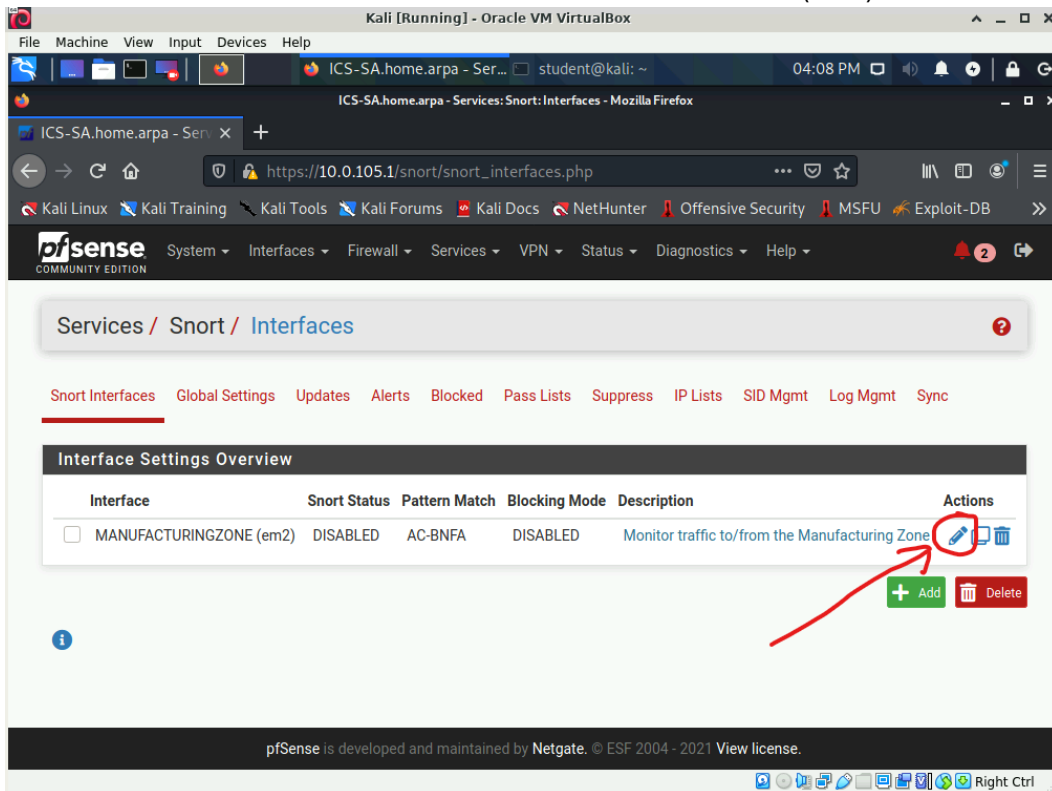 Kali [Running] - Oracle VM VirtualBox
File Machine View Input Devices Help
ICS-SA.home.arpa - Ser... student@kali: ~ 04:08 PM
ICS-SA.home.arpa - Services: Snort: Interfaces - Mozilla Firefox
ICS-SA.home.arpa - Serv
https://10.0.105.1/snort/snort_interfaces.php
Kali Linux Kali Training Kali Tools Kali Forums Kali Docs NetHunter Offensive Security MSFU Exploit-DB
pfsense System Interfaces Firewall Services VPN Status Diagnostics Help 2
COMMUNITY EDITION
Services / Snort / Interfaces
Snort Interfaces Global Settings Updates Alerts Blocked Pass Lists Suppress IP Lists SID Mgmt Log Mgmt Sync
Interface Settings Overview
Interface Snort Status Pattern Match Blocking Mode Description Actions
MANUFACTURINGZONE (em2) DISABLED AC-BNFA DISABLED Monitor traffic to/from the Manufacturing Zone
Add Delete
pfSense is developed and maintained by Netgate. © ESF 2004 - 2021 View license.
Right Ctrl